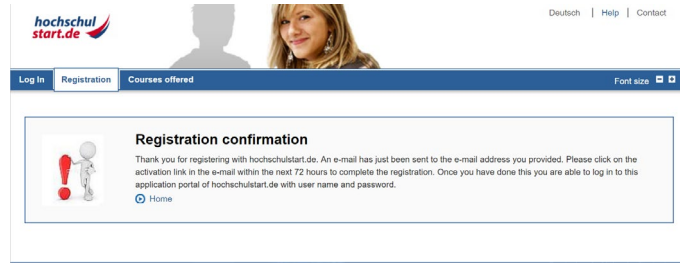 hochschul
start.de
Deutsch | Help | Contact
Log In Registration Courses offered Font size
Registration confirmation
Thank you for registering with hochschulstart.de. An e-mail has just been sent to the e-mail address you provided. Please click on the
activation link in the e-mail within the next 72 hours to complete the registration. Once you have done this you are able to log in to this
application portal of hochschulstart.de with user name and password.
Home